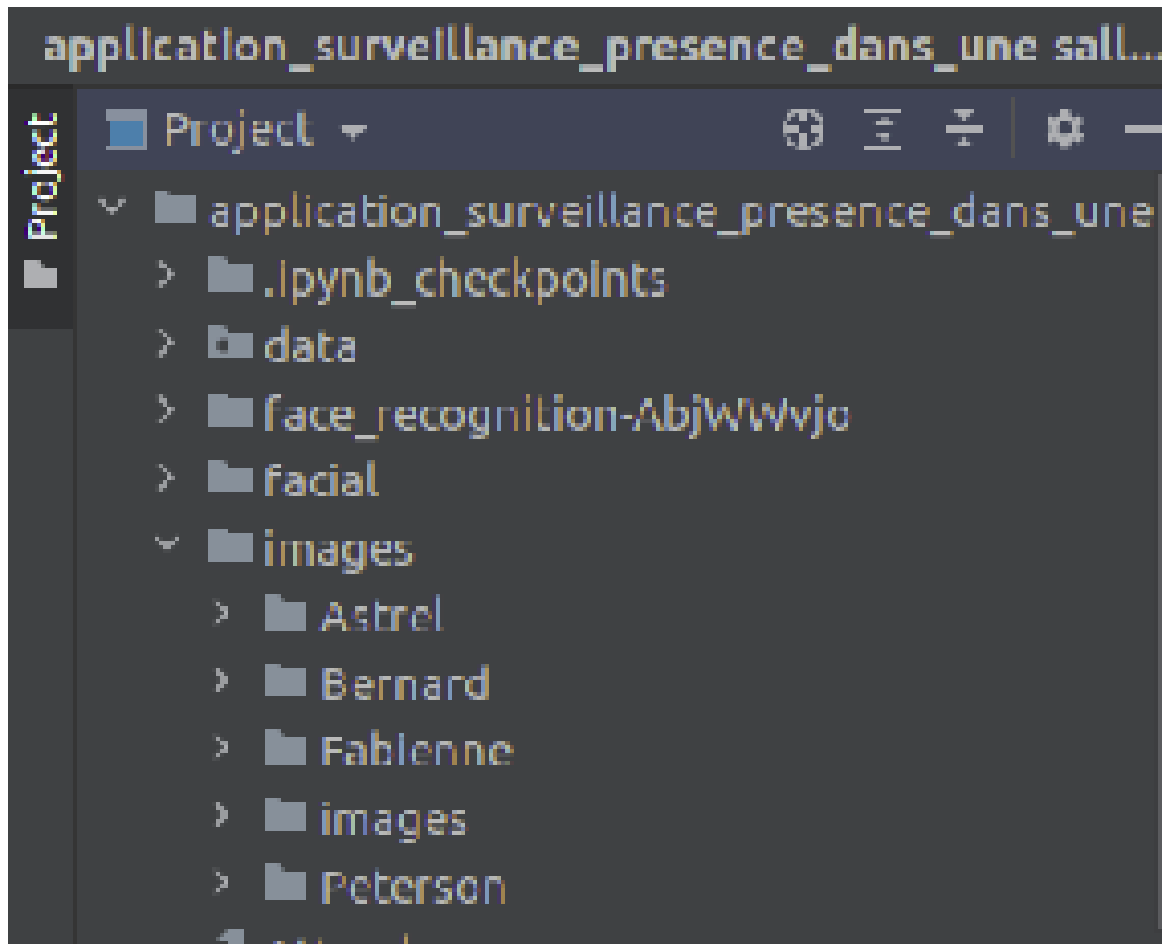 application_surveillance_presence_dans_une sall...
Project
Project
application_surveillance_presence_dans_une
.ipynb_checkpoints
data
face_recognition-AbjWWvjo
facial
images
Astrel
Bernard
Fabienne
images
Peterson